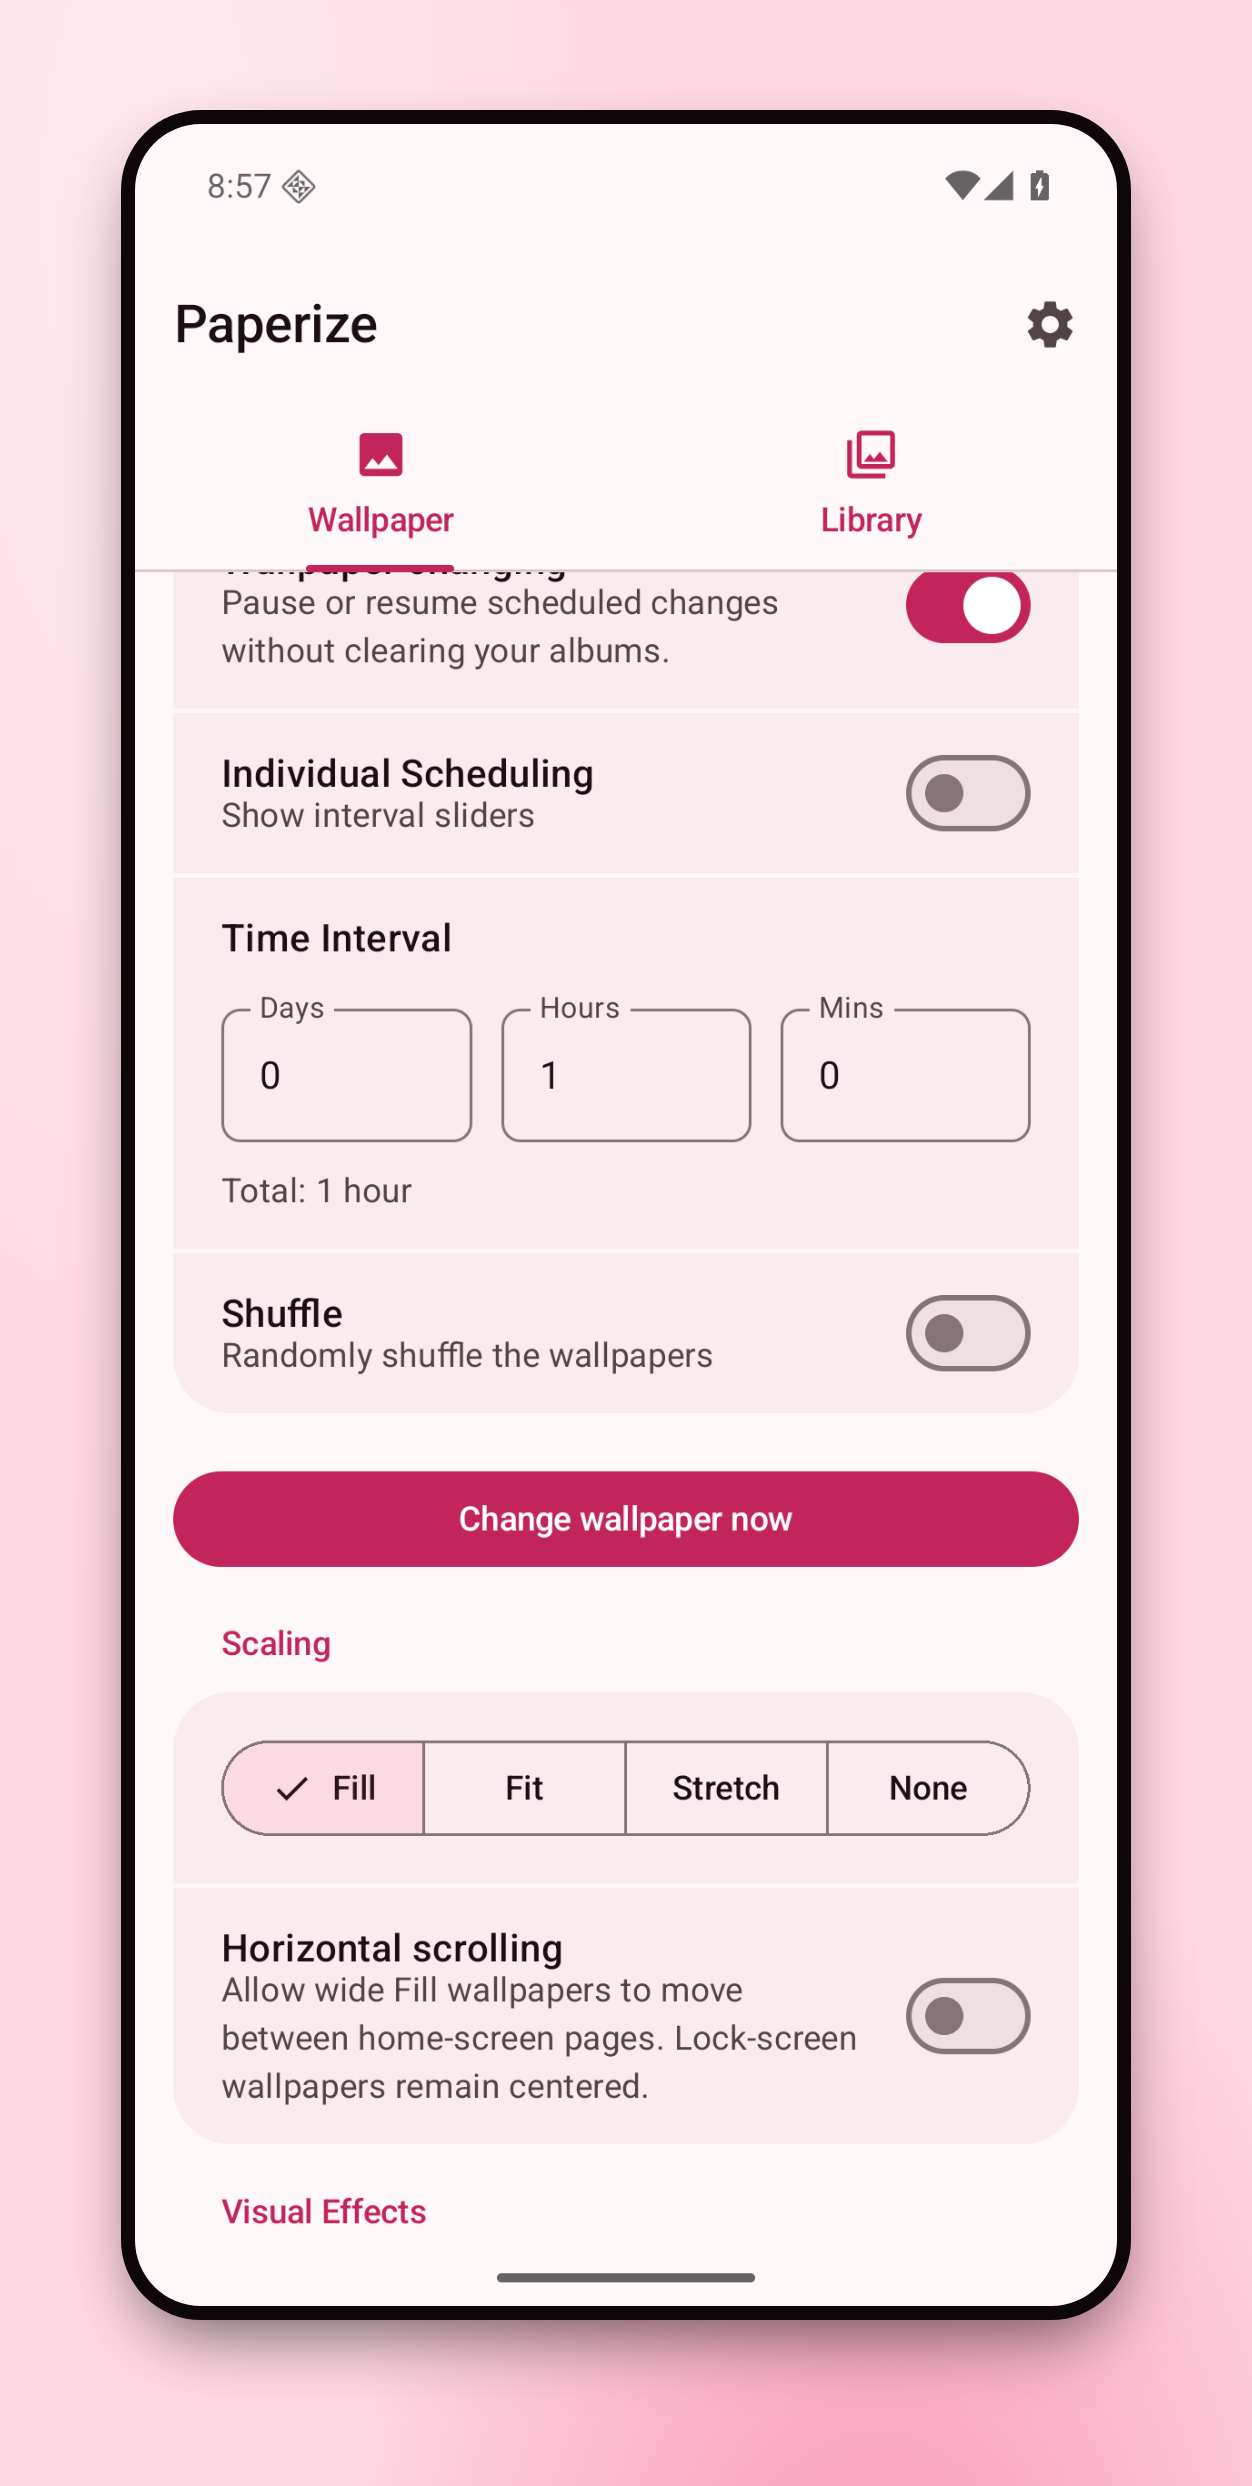 8:57
Paperize
Wallpaper
Library
Wallpaper changing
Pause or resume scheduled changes
without clearing your albums.
Individual Scheduling
Show interval sliders
Time Interval
Days
Hours
Mins
0
1
0
Total: 1 hour
Shuffle
Randomly shuffle the wallpapers
Change wallpaper now
Scaling
Fill
Fit
Stretch
None
Horizontal scrolling
Allow wide Fill wallpapers to move
between home-screen pages. Lock-screen
wallpapers remain centered.
Visual Effects